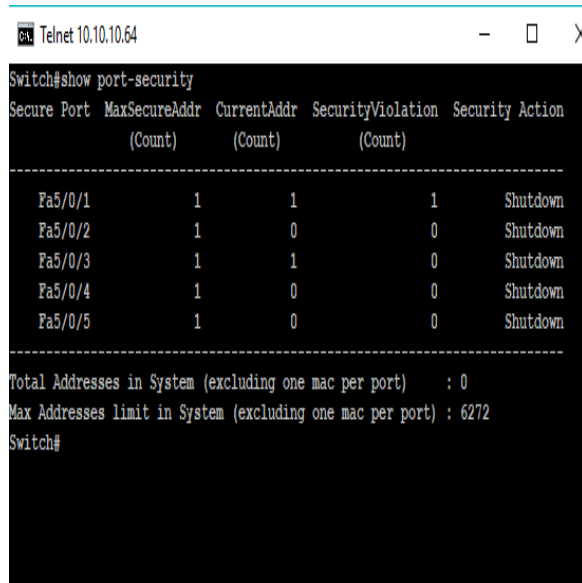 Telnet 10.10.10.64
Switch#show port-security
Secure Port MaxSecureAddr CurrentAddr SecurityViolation Security Action
(Count) (Count) (Count)
---------------------------------------------------------------------------
Fa5/0/1 1 1 1 Shutdown
Fa5/0/2 1 0 0 Shutdown
Fa5/0/3 1 1 0 Shutdown
Fa5/0/4 1 0 0 Shutdown
Fa5/0/5 1 0 0 Shutdown
---------------------------------------------------------------------------
Total Addresses in System (excluding one mac per port) : 0
Max Addresses limit in System (excluding one mac per port) : 6272
Switch#